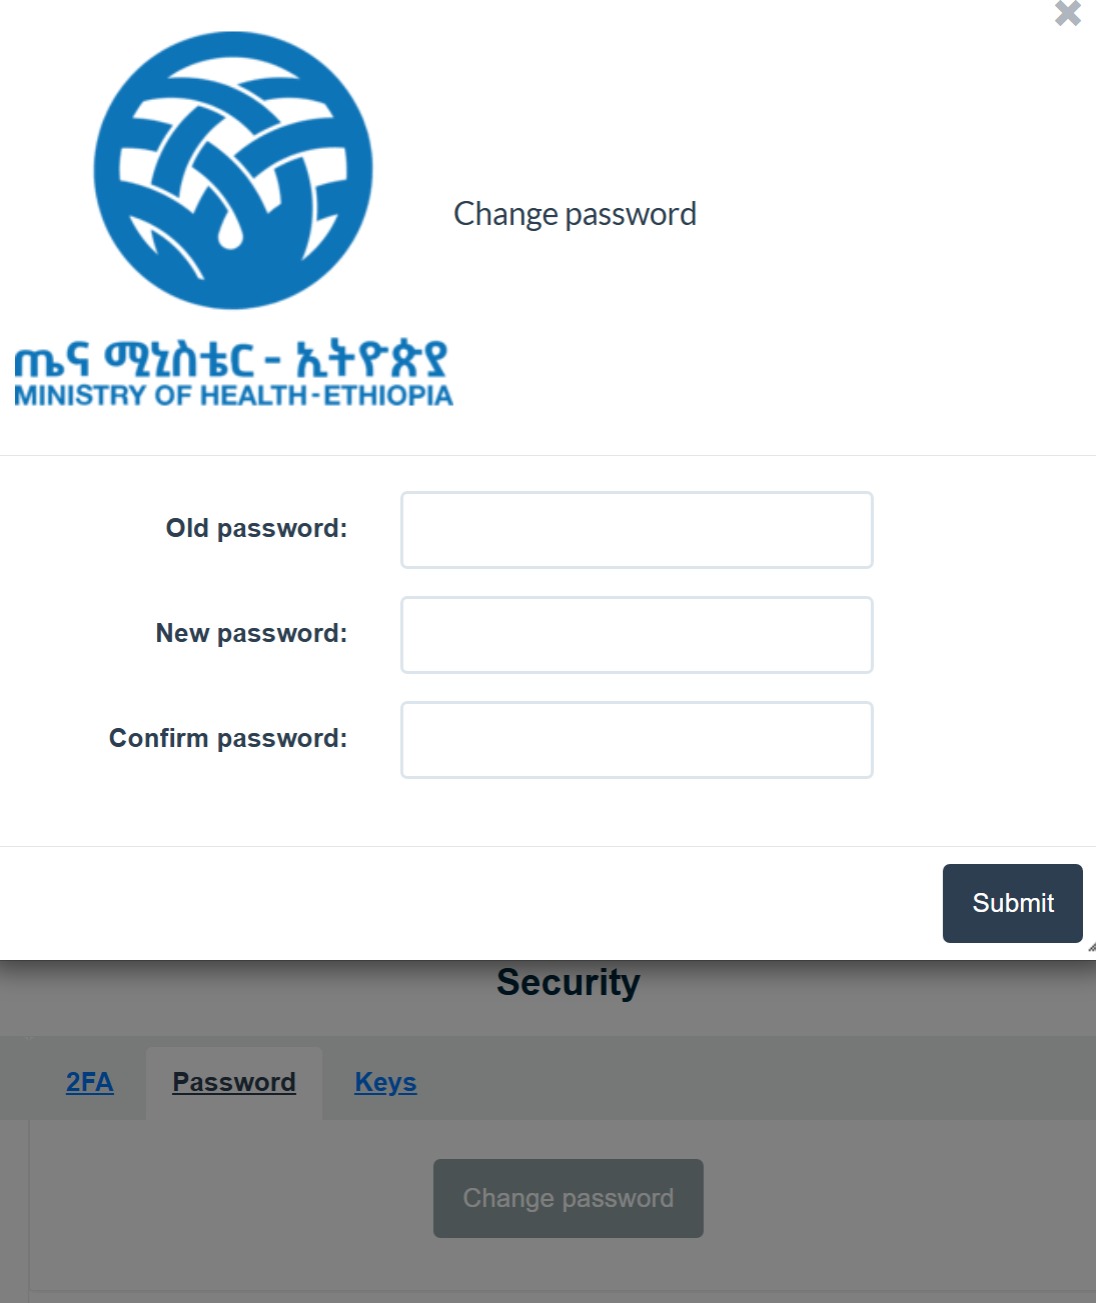 Change password
ጤና ሚኒስቴር - ኢትዮጵያ
MINISTRY OF HEALTH-ETHIOPIA
Old password:
New password:
Confirm password:
Submit
Security
2FA Password Keys
Change password